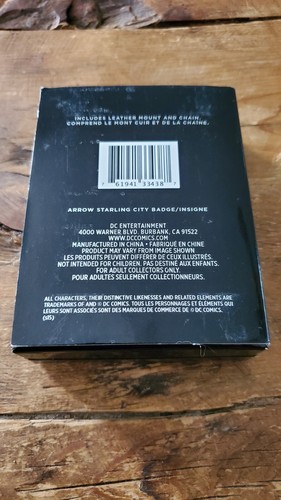 INCLUDES LEATHER MOUNT AND CHAIN.
COMPREND LE MONT CUIR ET DE LA CHAINE.
7 61941 33438 7
ARROW STARLING CITY BADGE/INSIGNE
DC ENTERTAINMENT
4000 WARNER BLVD. BURBANK, CA 91522
WWW.DCCOMICS.COM
MANUFACTURED IN CHINA • FABRIQUÉ EN CHINE
PRODUCT MAY VARY FROM IMAGE SHOWN
LES PRODUITS PEUVENT DIFFÉRER DE CEUX ILLUSTRÉS.
NOT INTENDED FOR CHILDREN. PAS DESTINÉ AUX ENFANTS.
FOR ADULT COLLECTORS ONLY.
POUR ADULTES SEULEMENT COLLECTIONNEURS.
ALL CHARACTERS, THEIR DISTINCTIVE LIKENESSES AND RELATED ELEMENTS ARE
TRADEMARKS OF AND © DC COMICS. TOUS LES PERSONNAGES ET ÉLÉMENTS QUI
LEURS SONT ASSOCIÉS SONT DES MARQUES DE COMMERCE DE © DC COMICS.
(s15)